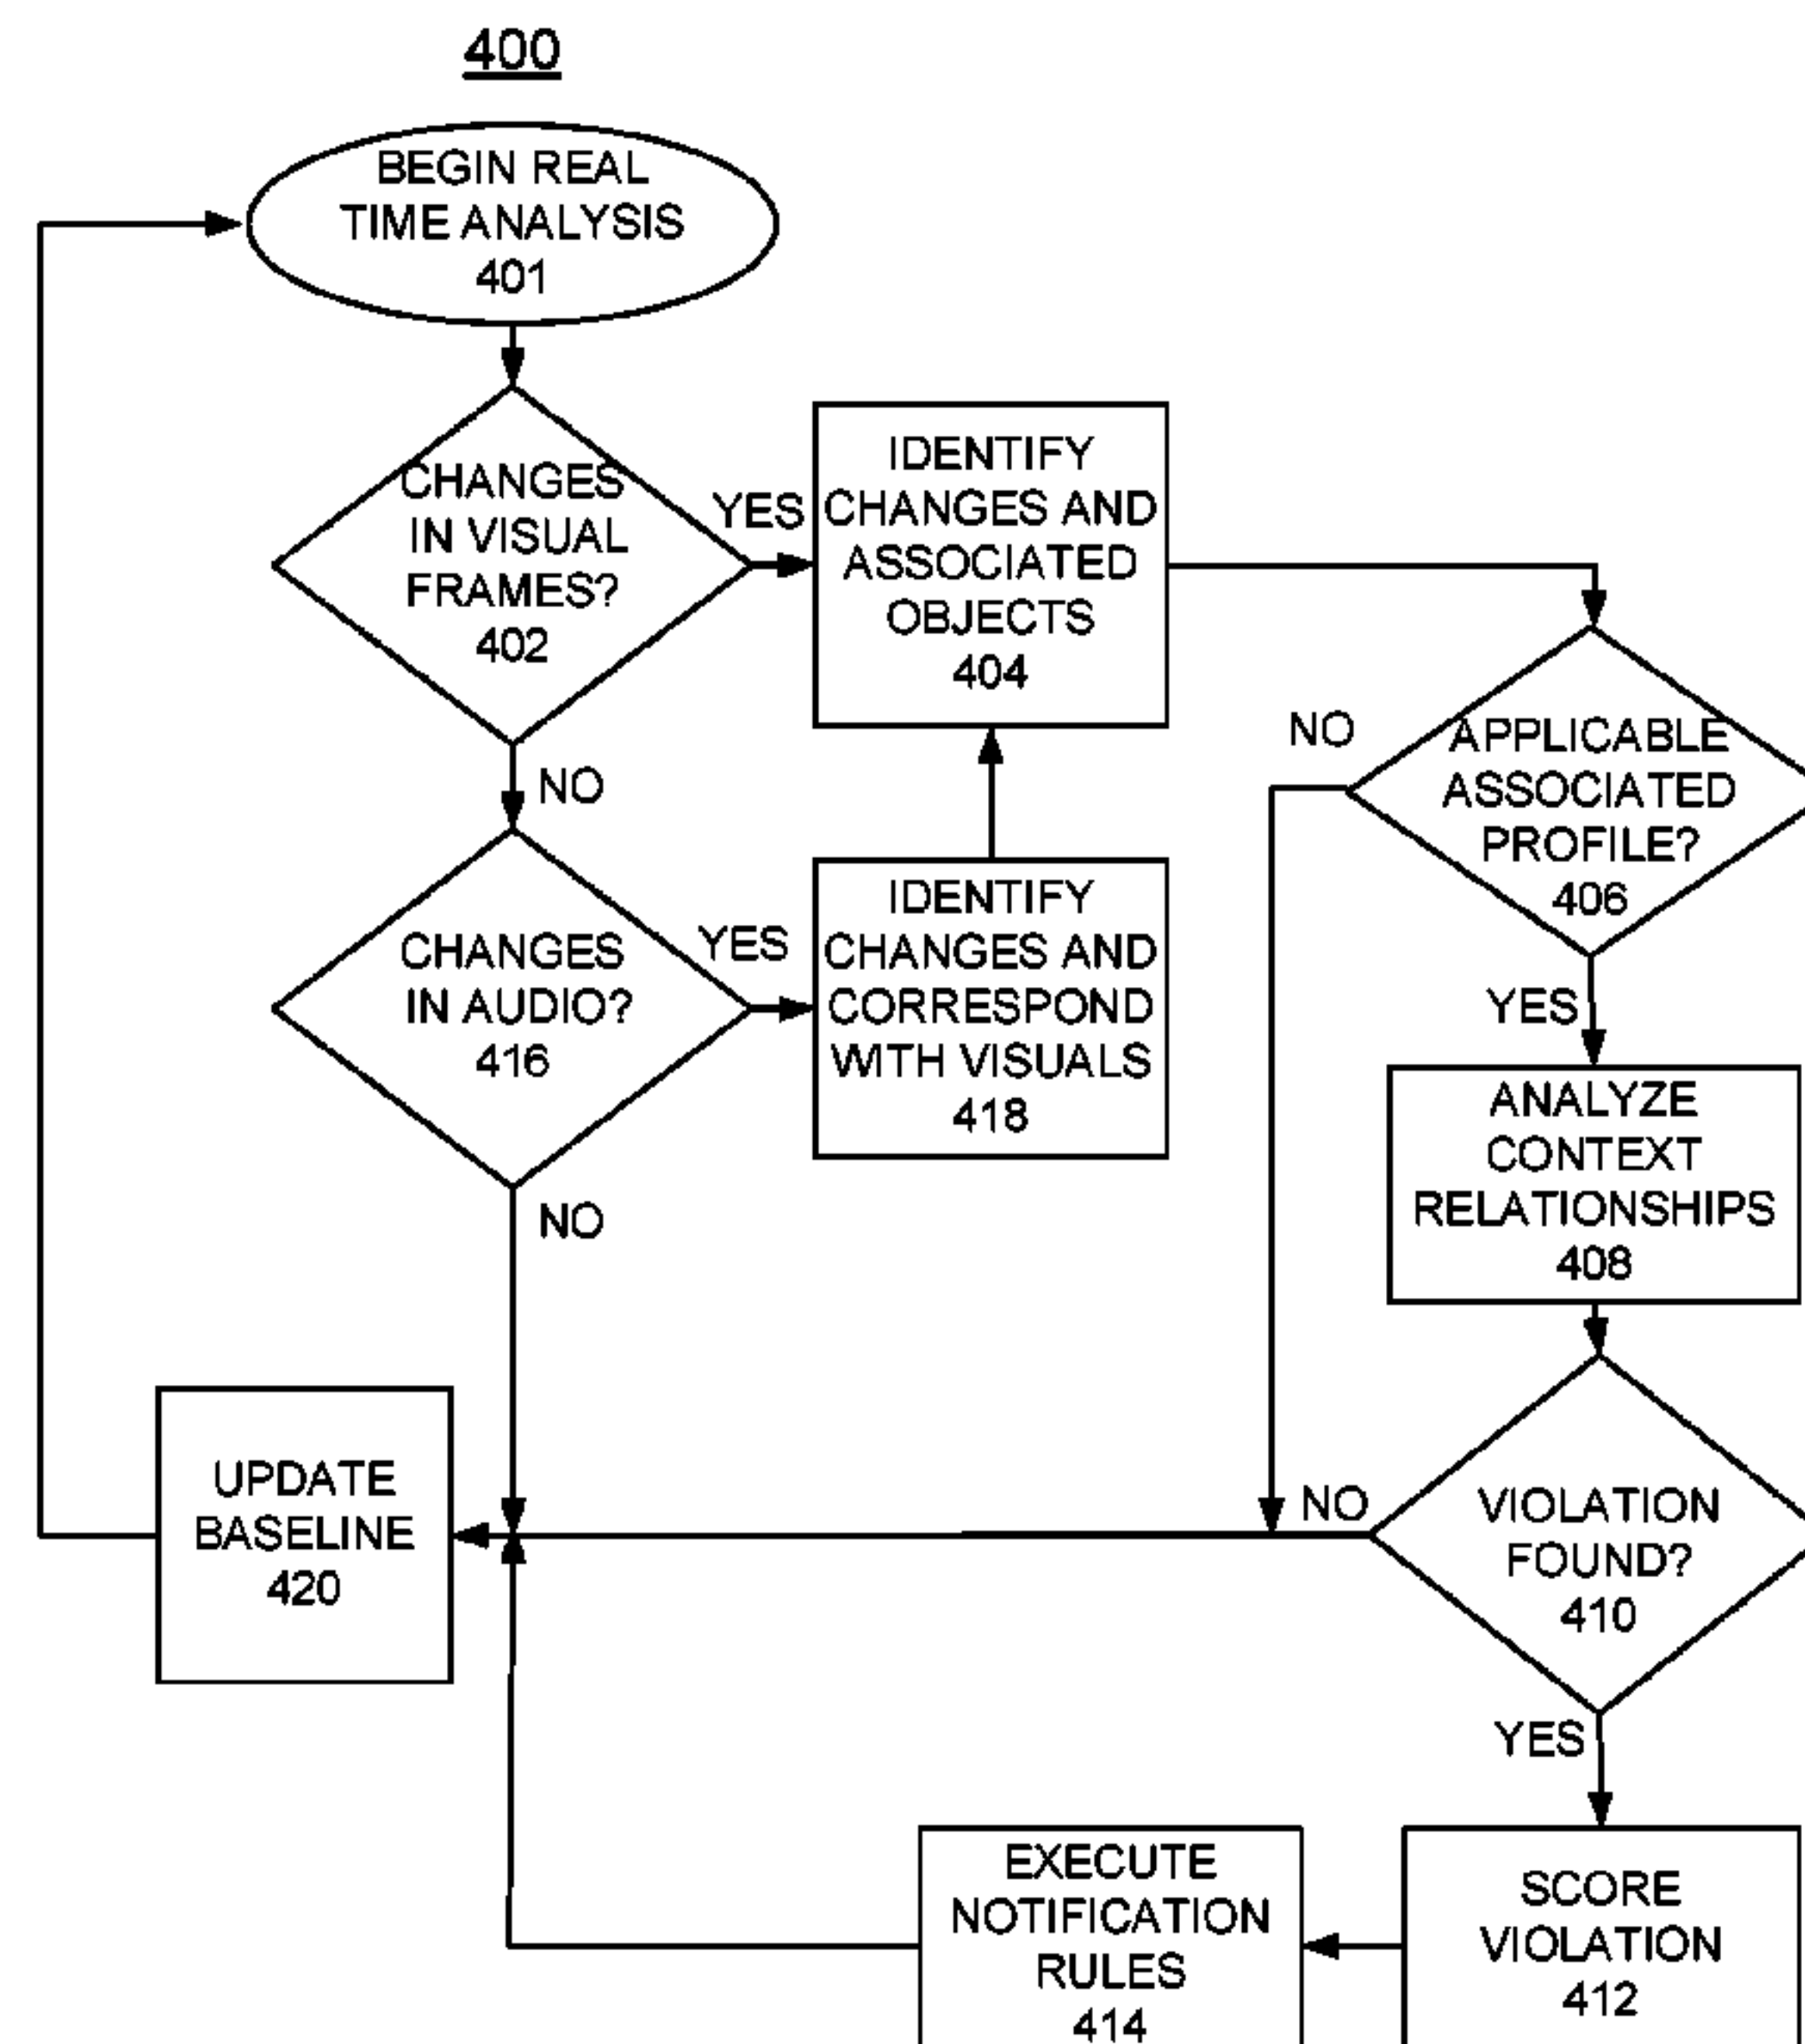 400
BEGIN REAL
TIME ANALYSIS
401
CHANGES
IN VISUAL
FRAMES?
402
YES
IDENTIFY
CHANGES AND
ASSOCIATED
OBJECTS
404
NO
APPLICABLE
ASSOCIATED
PROFILE?
406
NO
CHANGES
IN AUDIO?
416
YES
IDENTIFY
CHANGES AND
CORRESPOND
WITH VISUALS
418
YES
ANALYZE
CONTEXT
RELATIONSHIPS
408
NO
UPDATE
BASELINE
420
NO
VIOLATION
FOUND?
410
YES
EXECUTE
NOTIFICATION
RULES
414
SCORE
VIOLATION
412